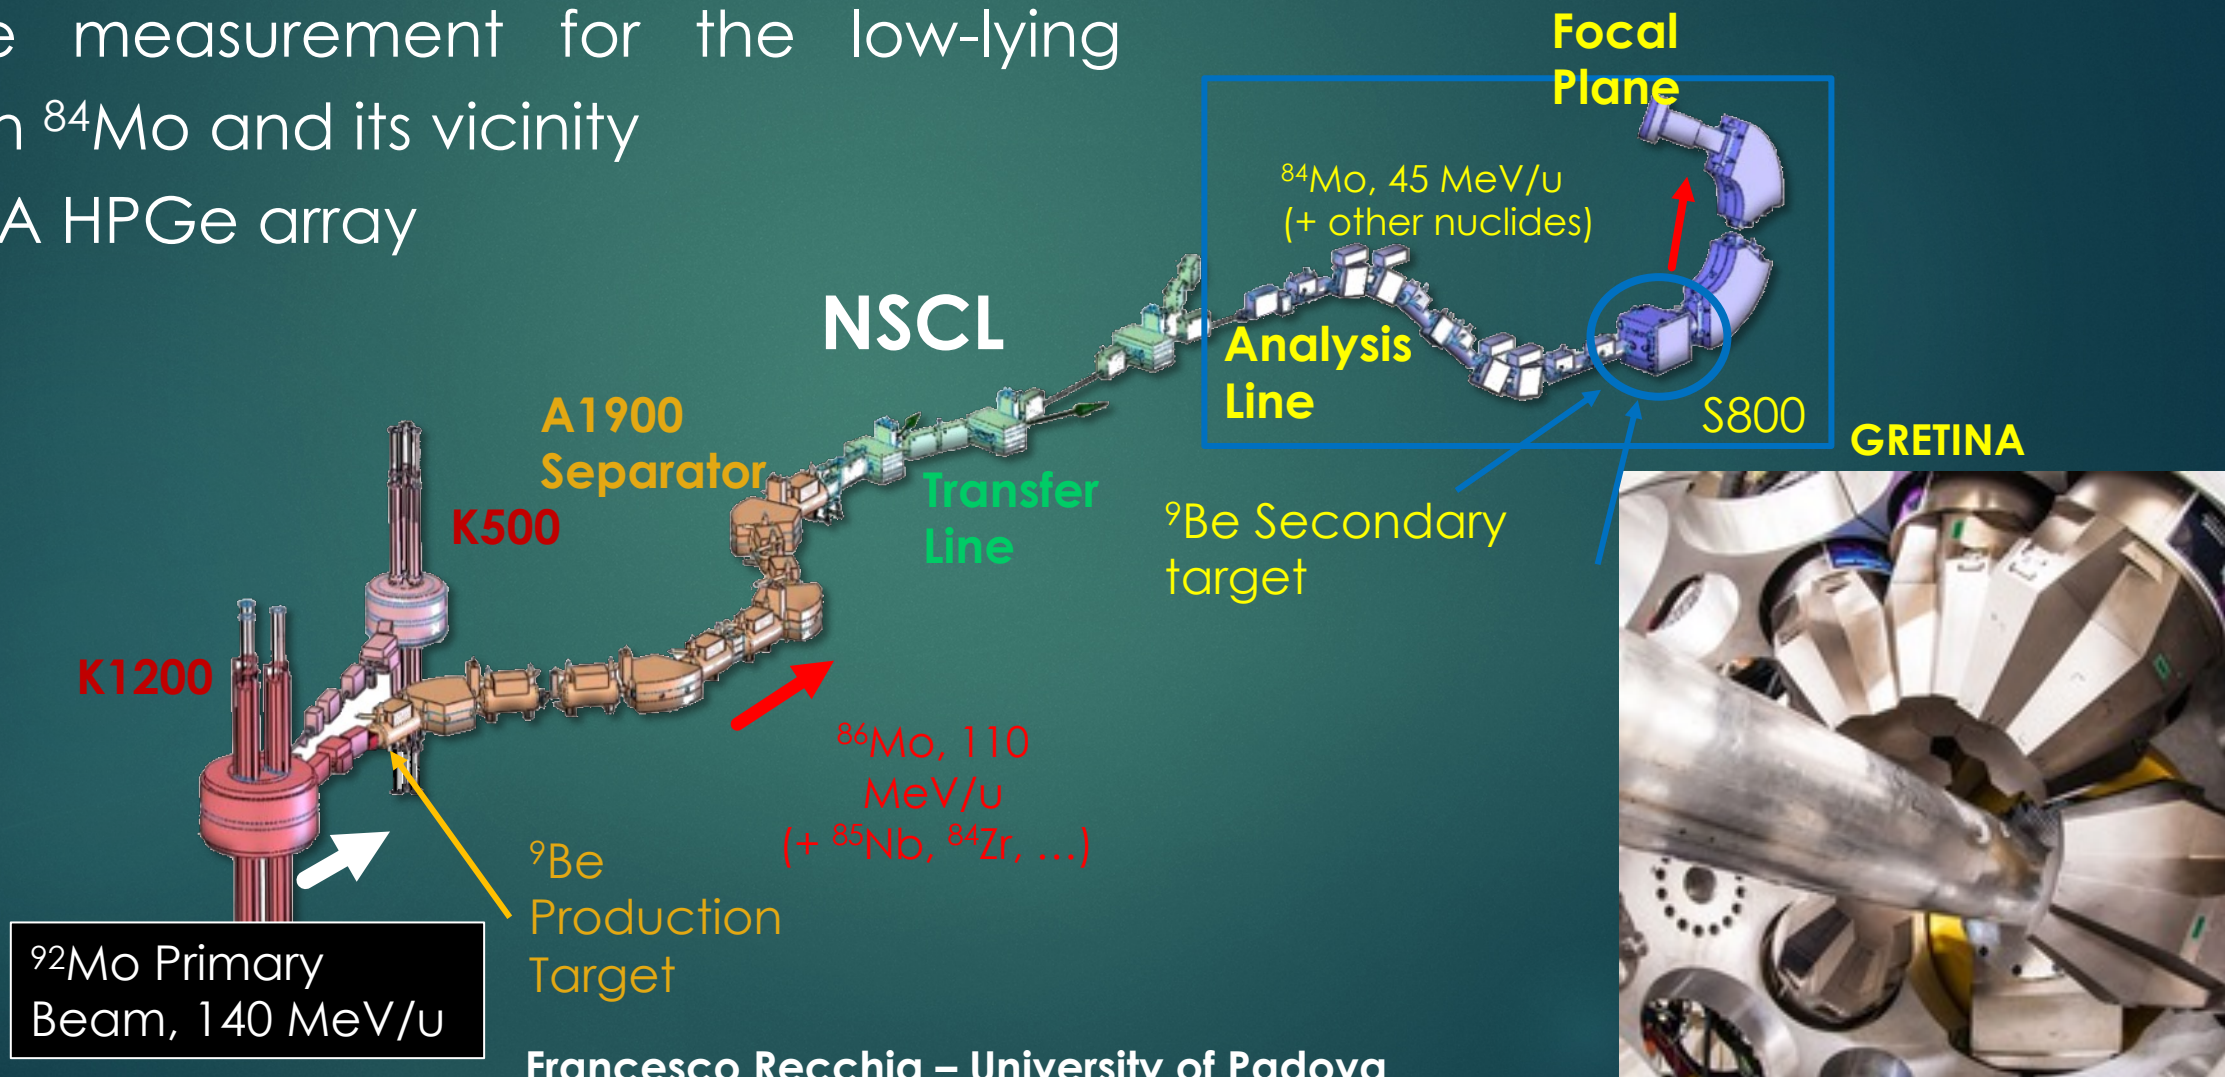 measurement for the low-lying
⁸⁴Mo and its vicinity
A HPGe array
Focal
Plane
⁸⁴Mo, 45 MeV/u
(+ other nuclides)
NSCL
Analysis
Line
S800
GRETINA
A1900
Separator
K500
Transfer
Line
⁹Be Secondary
target
K1200
⁸⁶Mo, 110
MeV/u
(+ ⁸⁵Nb, ⁸⁴Zr, …)
⁹Be
Production
Target
⁹²Mo Primary
Beam, 140 MeV/u
Francesco Recchia – University of Padova